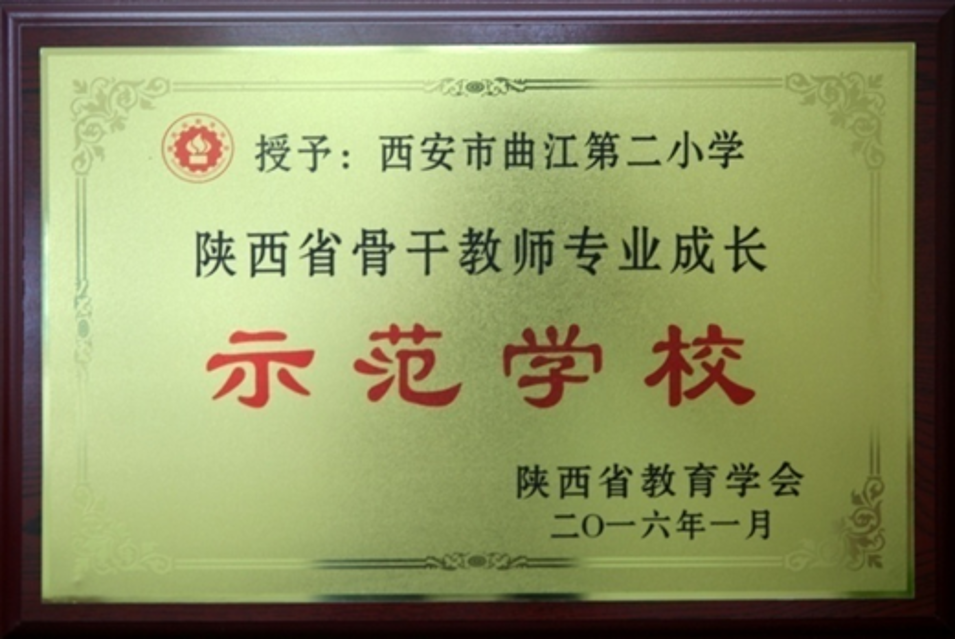 授予：西安市曲江第二小学
陕西省骨干教师专业成长
示范学校
陕西省教育学会
二〇一六年一月